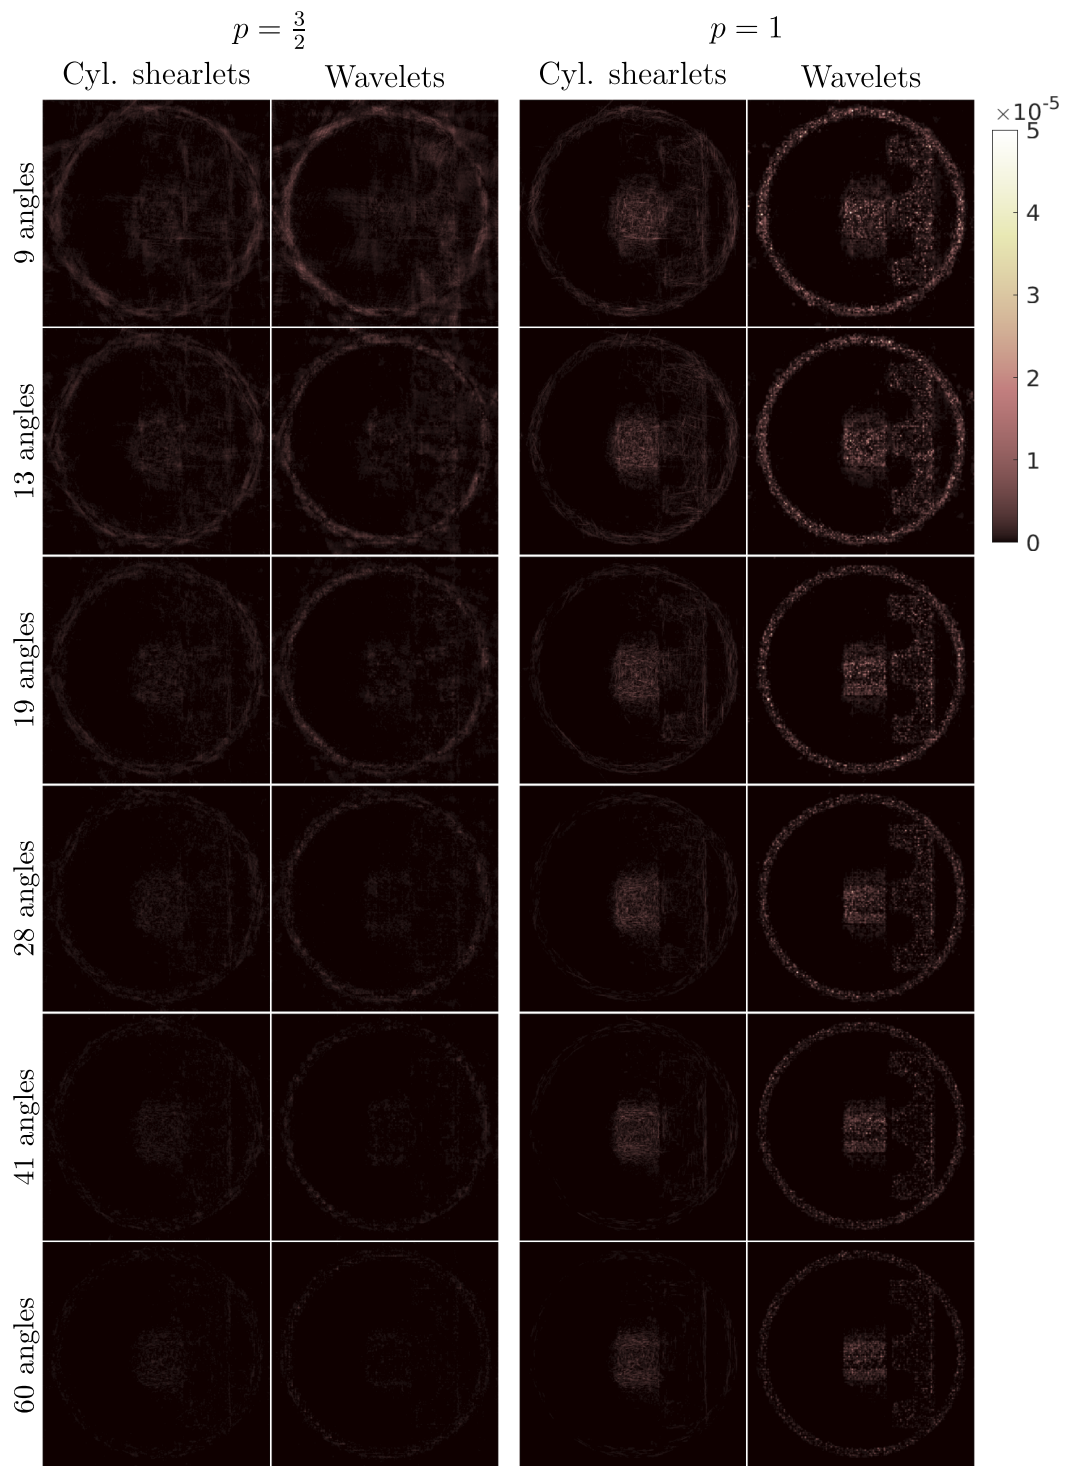 p = 3/2
p = 1
Cyl. shearlets
Wavelets
Cyl. shearlets
Wavelets
×10⁻⁵
5
4
3
2
1
0
9 angles
13 angles
19 angles
28 angles
41 angles
60 angles